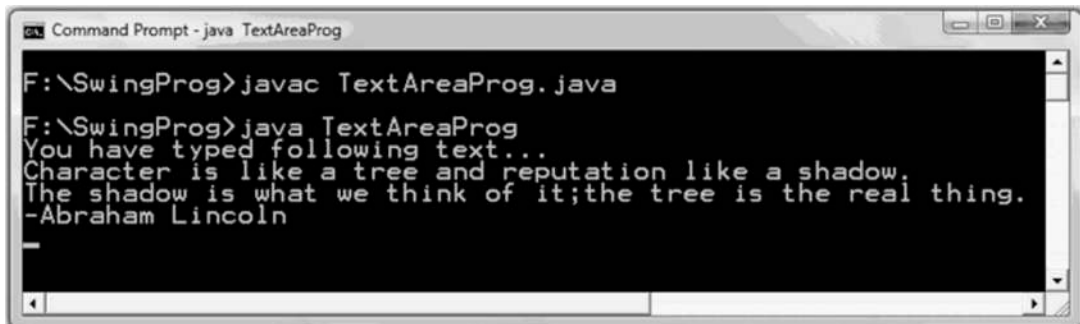 Command Prompt - java TextAreaProg
F:\SwingProg>javac TextAreaProg.java
F:\SwingProg>java TextAreaProg
You have typed following text...
Character is like a tree and reputation like a shadow.
The shadow is what we think of it;the tree is the real thing.
-Abraham Lincoln